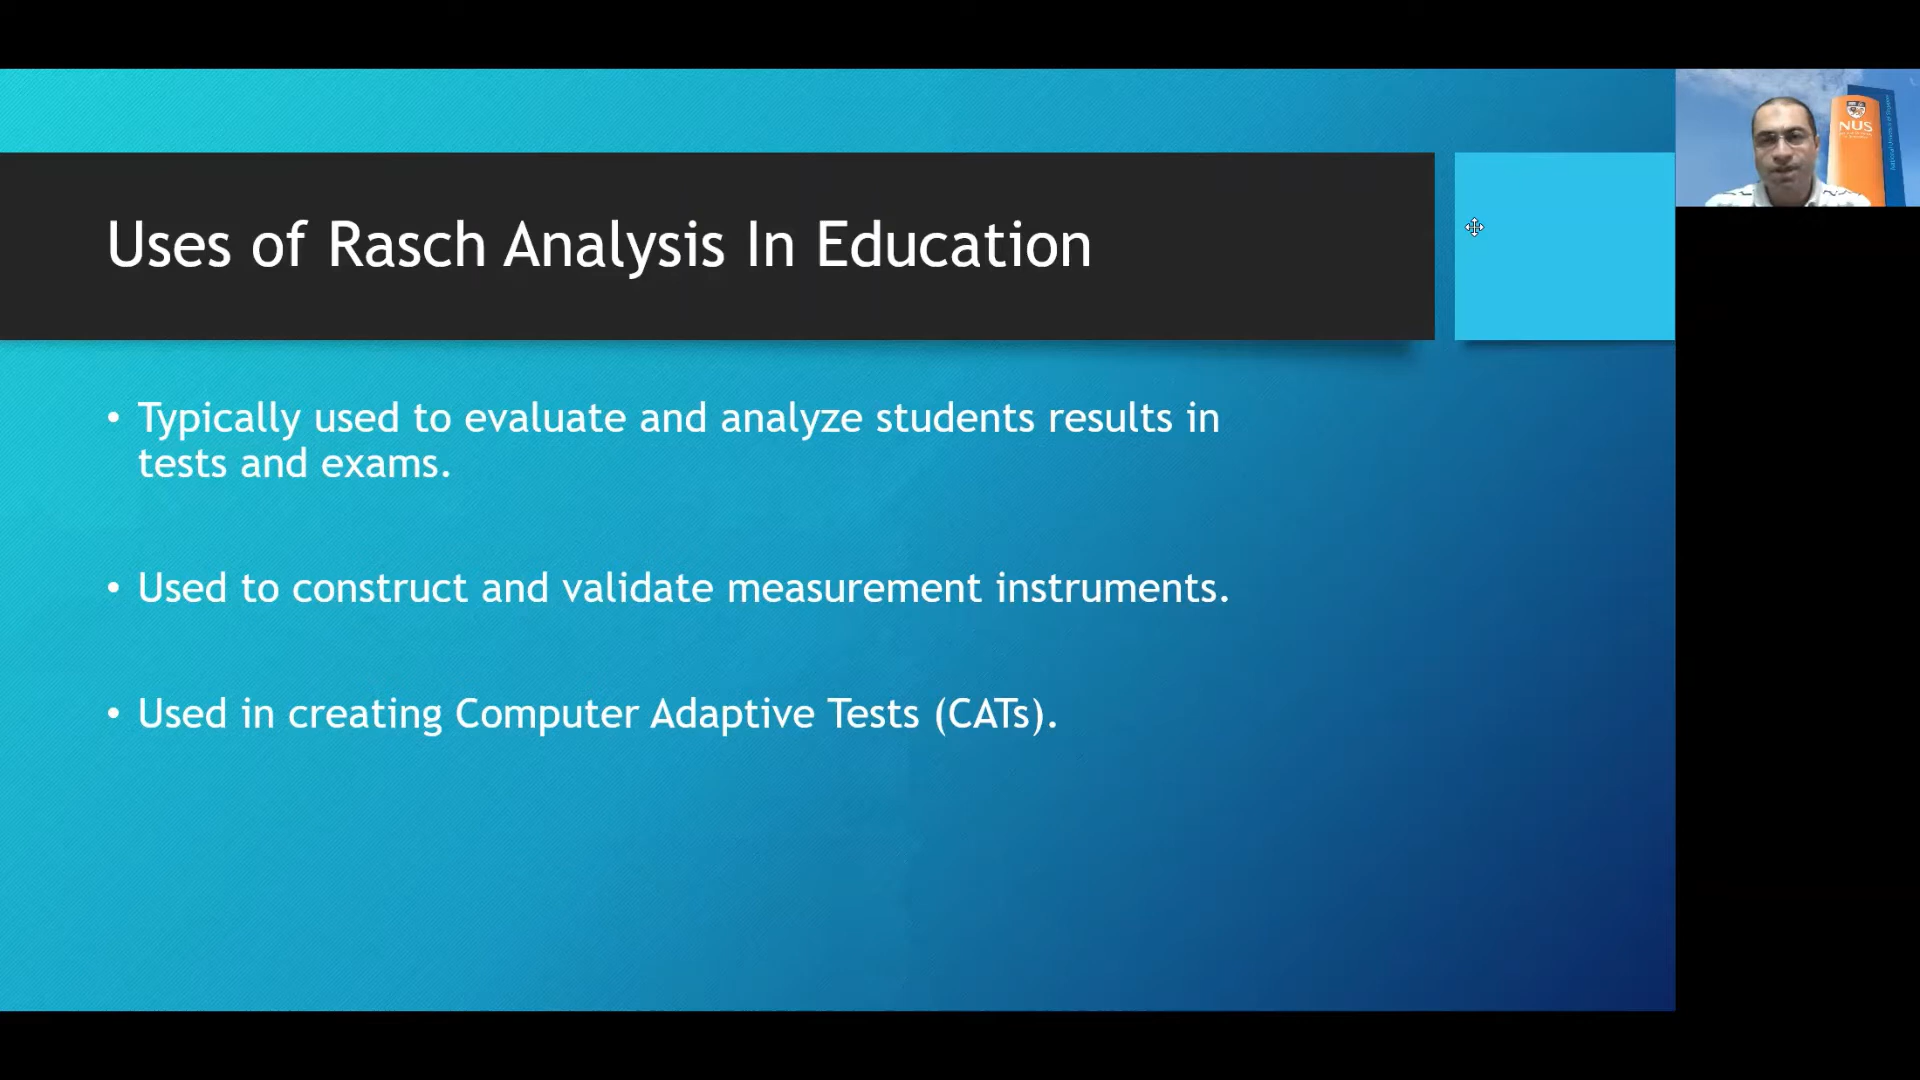 Uses of Rasch Analysis In Education
• Typically used to evaluate and analyze students results in
tests and exams.
• Used to construct and validate measurement instruments.
• Used in creating Computer Adaptive Tests (CATs).
NUS